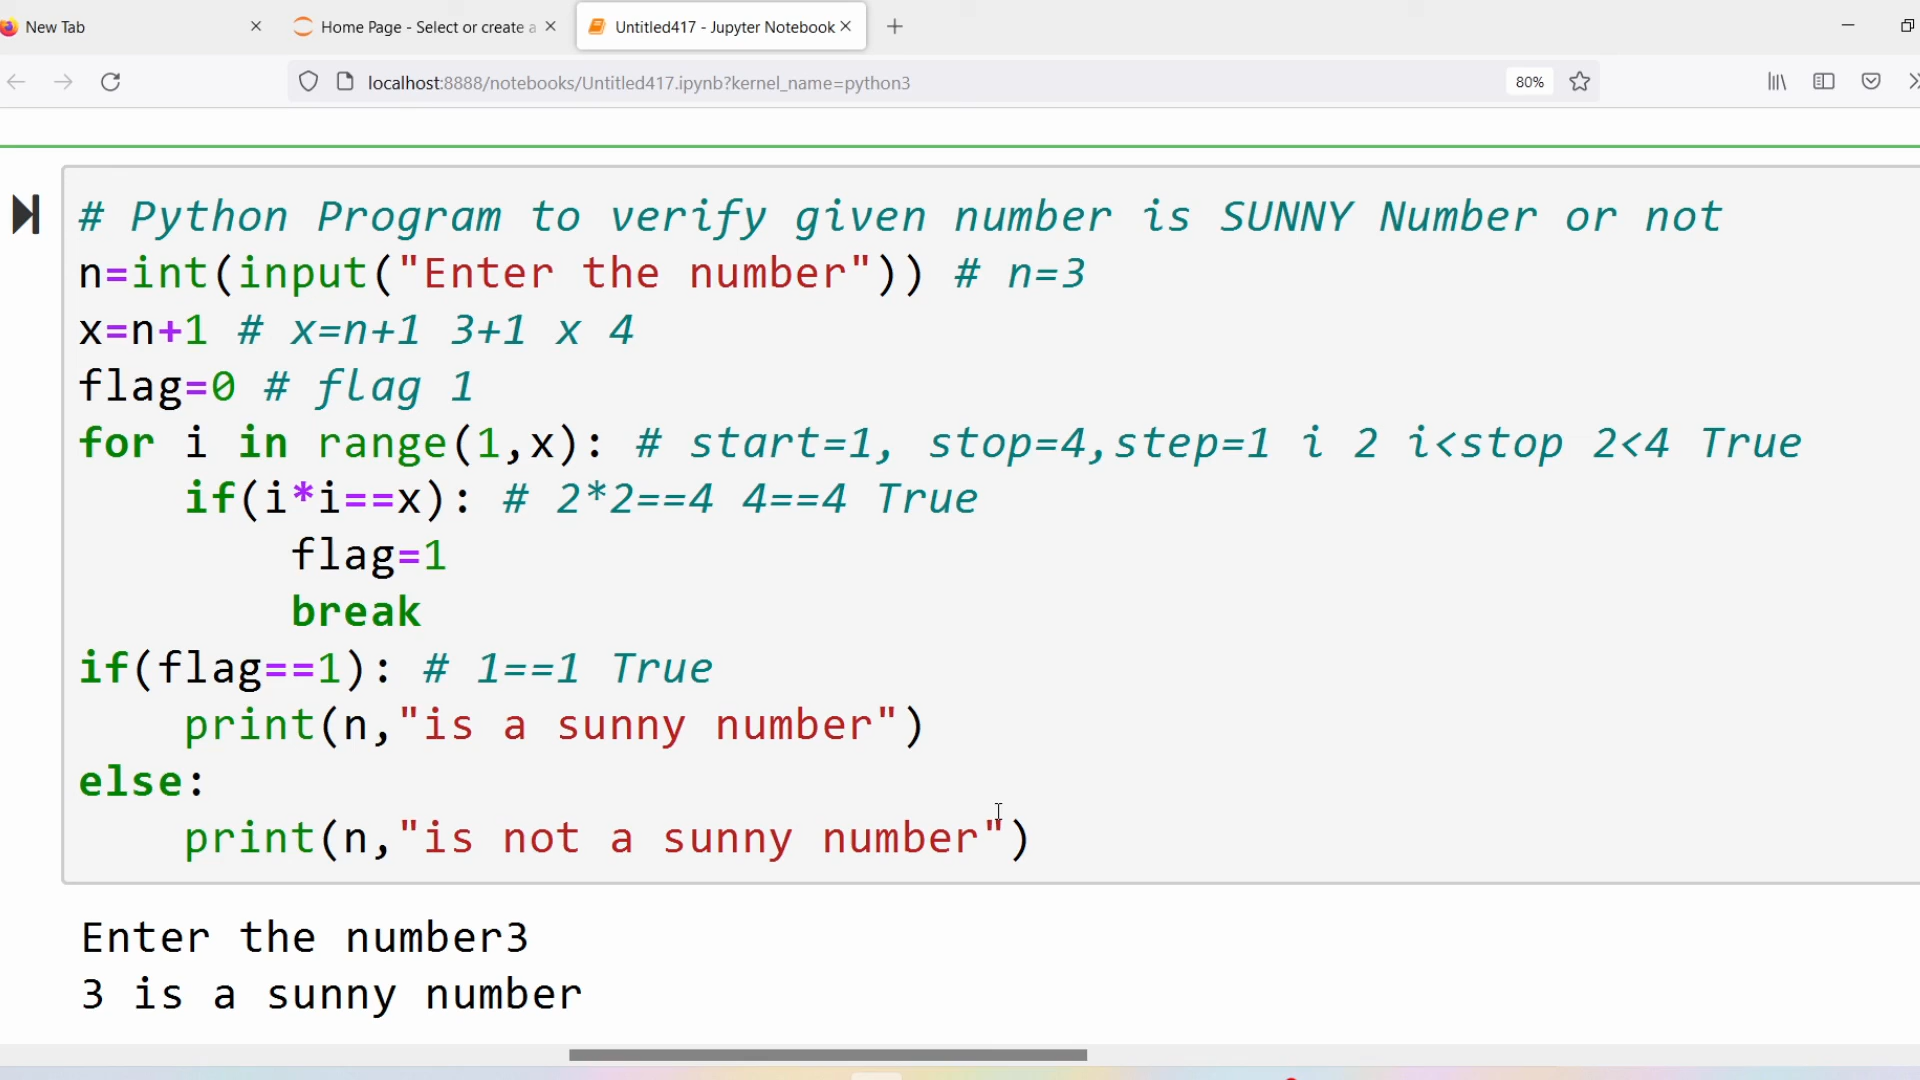 New Tab
Home Page - Select or create a
Untitled417 - Jupyter Notebook
localhost:8888/notebooks/Untitled417.ipynb?kernel_name=python3
80%
# Python Program to verify given number is SUNNY Number or not
n=int(input("Enter the number")) # n=3
x=n+1 # x=n+1 3+1 x 4
flag=0 # flag 1
for i in range(1,x): # start=1, stop=4,step=1 i 2 i<stop 2<4 True
    if(i*i==x): # 2*2==4 4==4 True
        flag=1
        break
if(flag==1): # 1==1 True
    print(n,"is a sunny number")
else:
    print(n,"is not a sunny number")
Enter the number3
3 is a sunny number